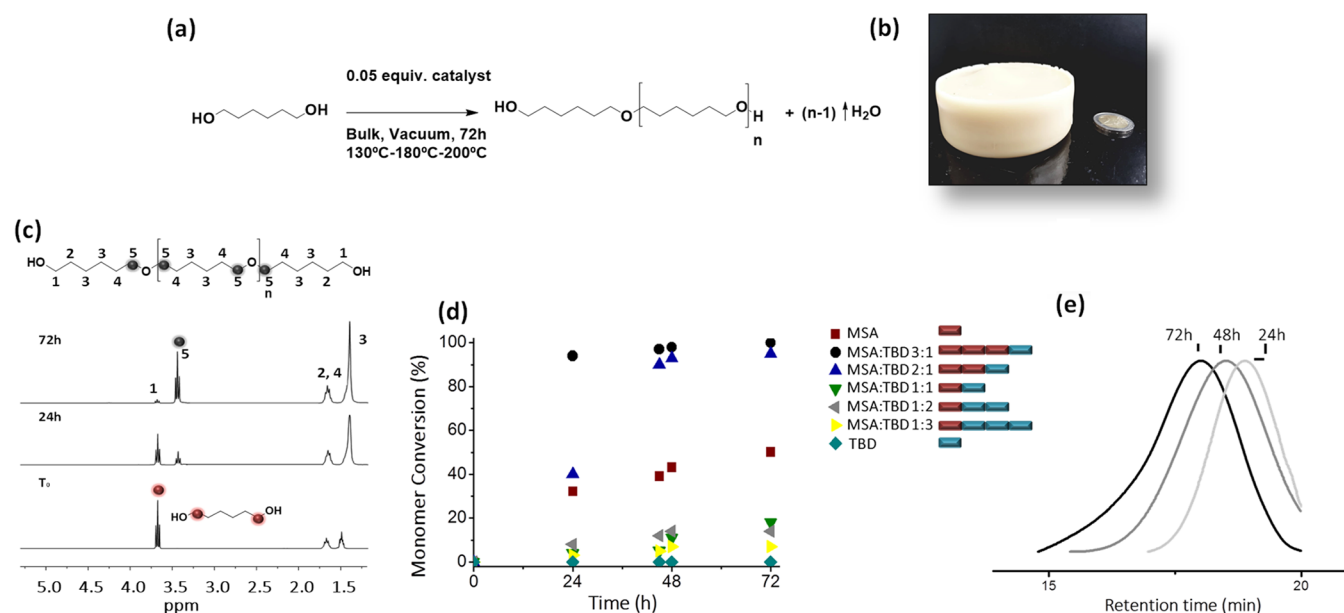 (a)
0.05 equiv. catalyst
HO
OH
Bulk, Vacuum, 72h
130ºC-180ºC-200ºC
HO
O
O
H
n
+ (n-1) ↑H₂O
(b)
(c)
2 3 4 5 5 3 4 5 4 3 1
HO O O OH
1 3 4 4 3 5 5 3 2
n
72h
5
3
1
2, 4
24h
T₀
HO
OH
5.0 4.5 3.5 2.5 2.0 1.5
ppm
(d)
Monomer Conversion (%)
100
80
60
40
20
0
0 24 48 72
Time (h)
MSA
MSA:TBD 3:1
MSA:TBD 2:1
MSA:TBD 1:1
MSA:TBD 1:2
MSA:TBD 1:3
TBD
(e)
72h 48h 24h
15 20
Retention time (min)